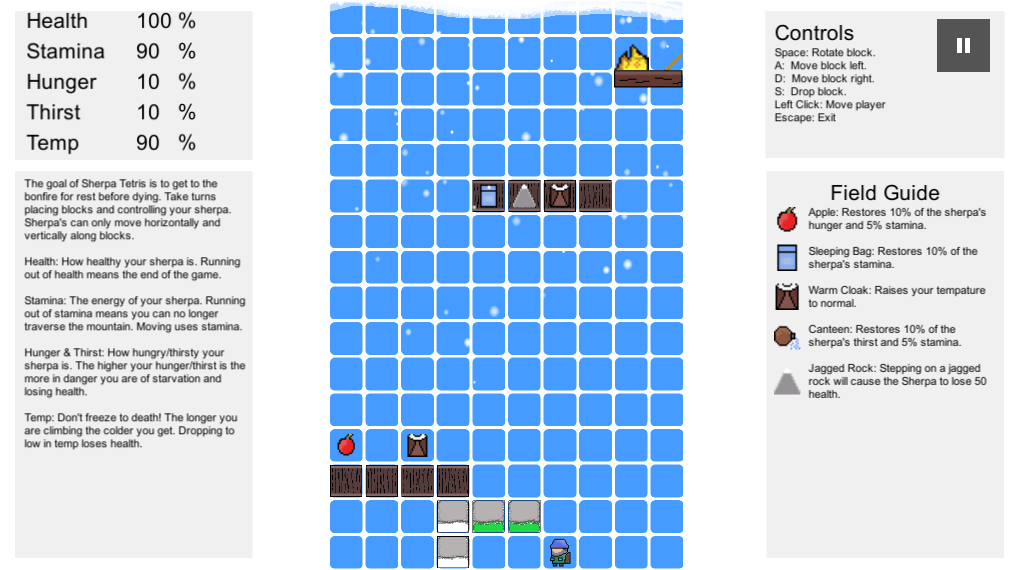 Health 100 %
Stamina 90 %
Hunger 10 %
Thirst 10 %
Temp 90 %
The goal of Sherpa Tetris is to get to the
bonfire for rest before dying. Take turns
placing blocks and controlling your sherpa.
Sherpa's can only move horizontally and
vertically along blocks.
Health: How healthy your sherpa is. Running
out of health means the end of the game.
Stamina: The energy of your sherpa. Running
out of stamina means you can no longer
traverse the mountain. Moving uses stamina.
Hunger & Thirst: How hungry/thirsty your
sherpa is. The higher your hunger/thirst is the
more in danger you are of starvation and
losing health.
Temp: Don't freeze to death! The longer you
are climbing the colder you get. Dropping to
low in temp loses health.
Controls
Space: Rotate block.
A: Move block left.
D: Move block right.
S: Drop block.
Left Click: Move player
Escape: Exit
Field Guide
Apple: Restores 10% of the sherpa's
hunger and 5% stamina.
Sleeping Bag: Restores 10% of the
sherpa's stamina.
Warm Cloak: Raises your tempature
to normal.
Canteen: Restores 10% of the
sherpa's thirst and 5% stamina.
Jagged Rock: Stepping on a jagged
rock will cause the Sherpa to lose 50
health.